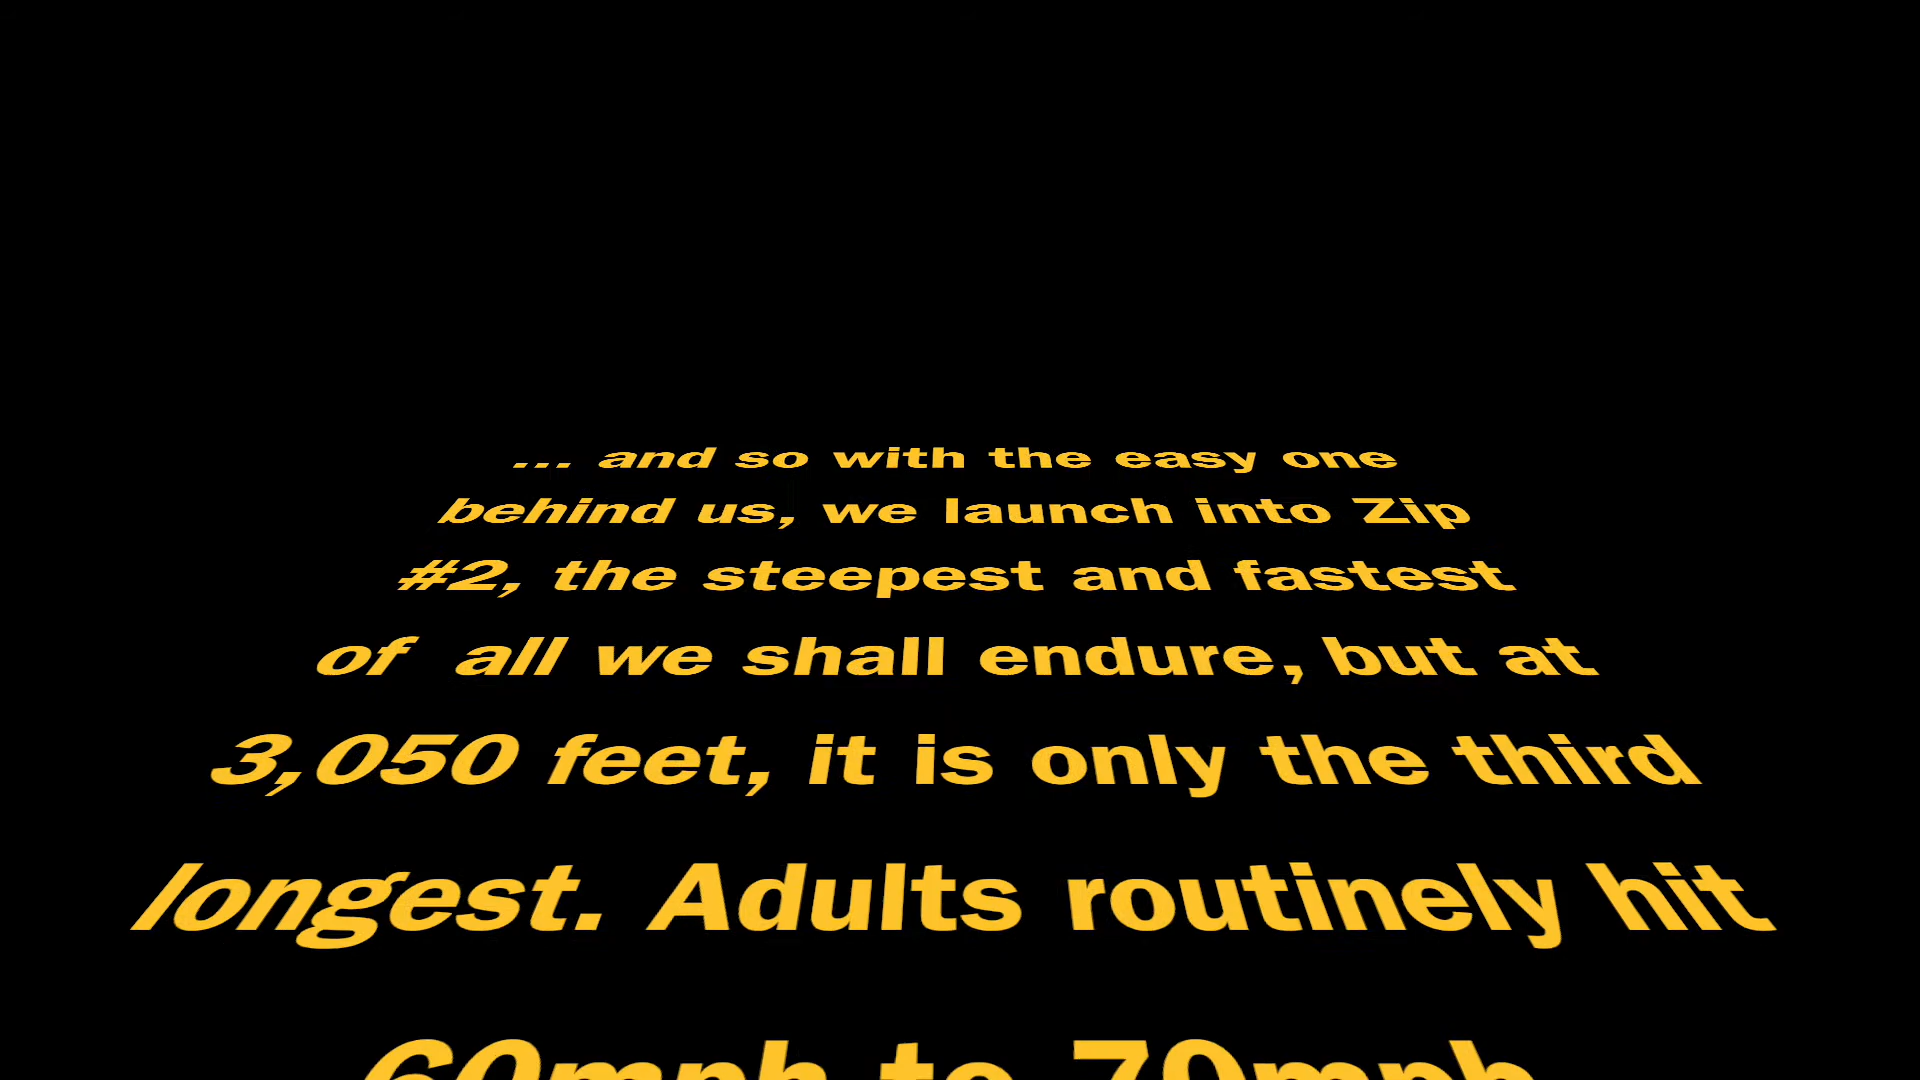 ... and so with the easy one
behind us, we launch into Zip
#2, the steepest and fastest
of all we shall endure, but at
3,050 feet, it is only the third
longest. Adults routinely hit
60mph to 70mph